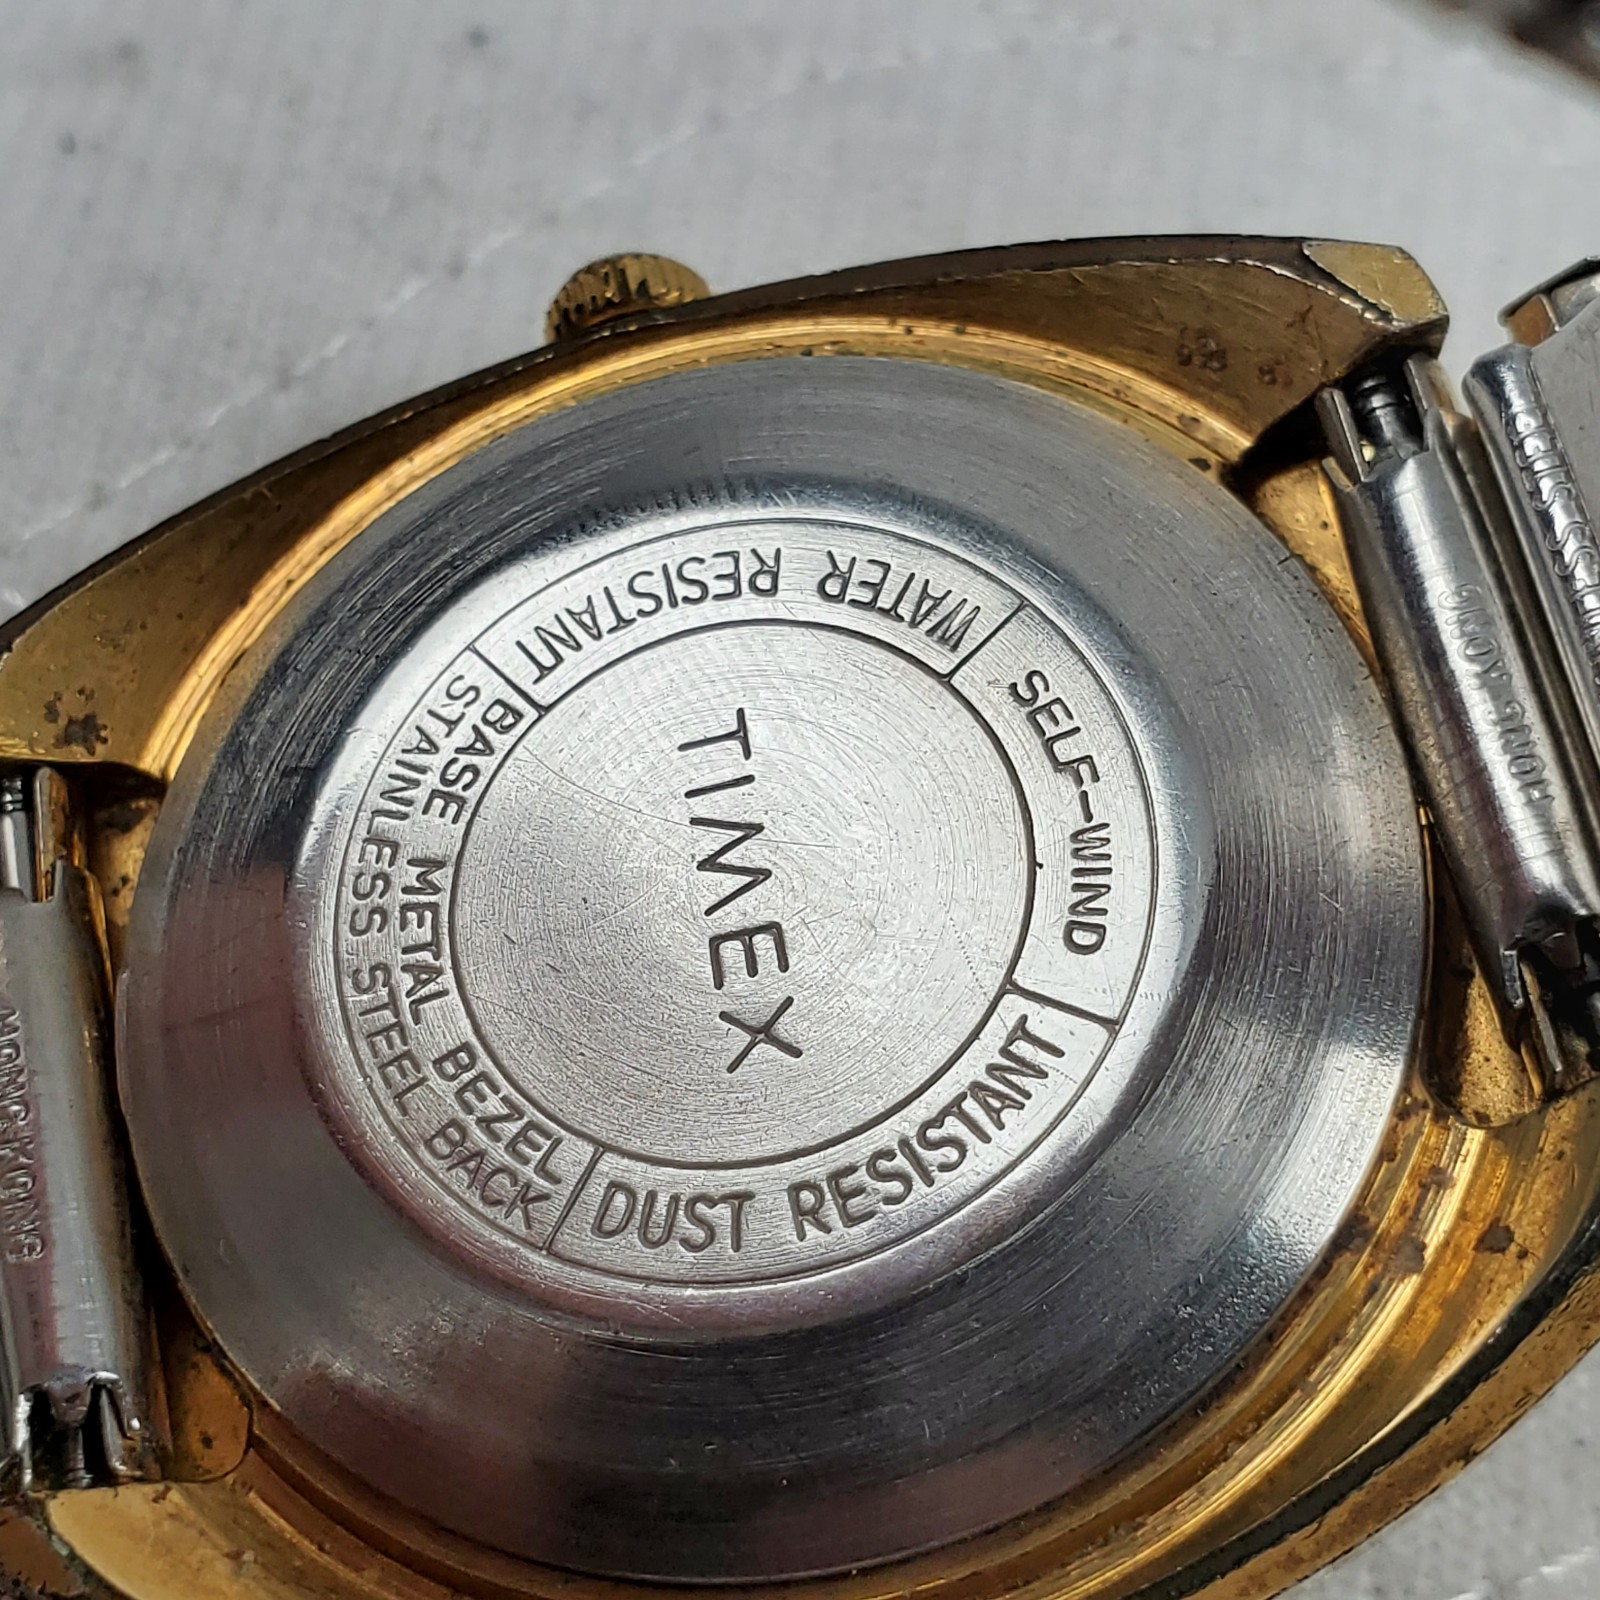 TIMEX
WATER RESISTANT
SELF-WIND
DUST RESISTANT
BASE METAL BEZEL
STAINLESS STEEL BACK
HONG KONG
HONG KONG